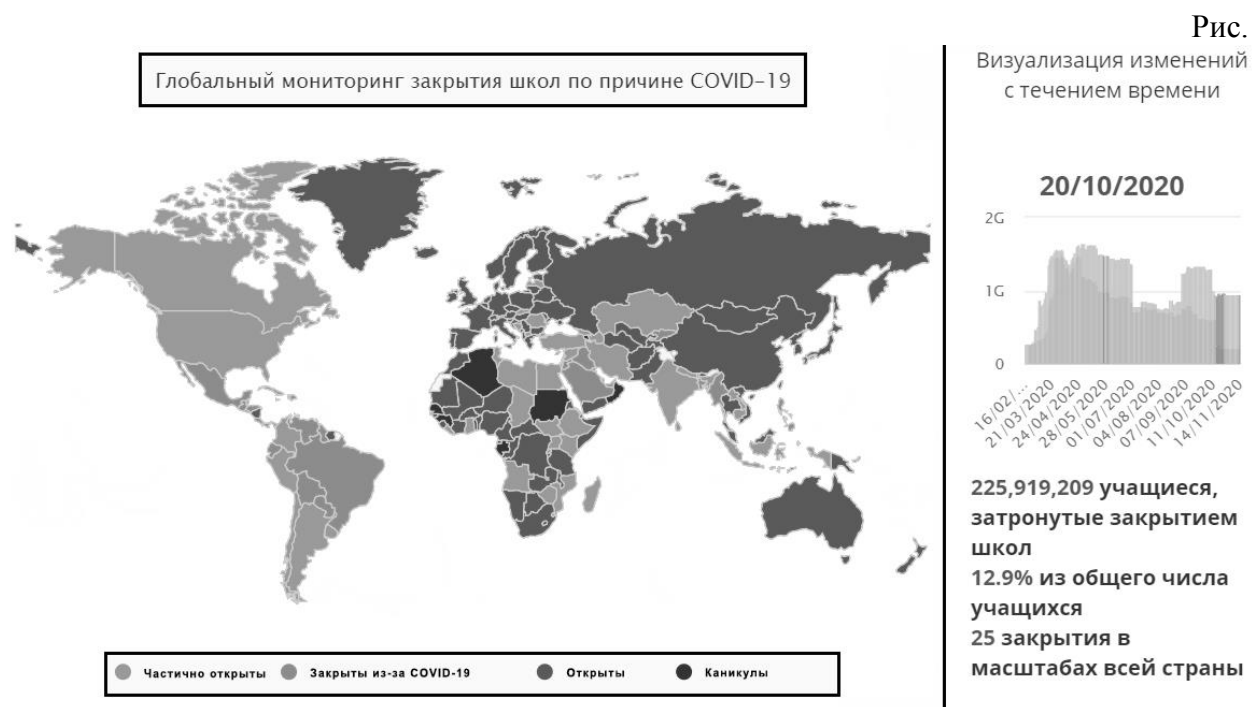 Рис.
Глобальный мониторинг закрытия школ по причине COVID-19
Визуализация изменений
с течением времени
20/10/2020
2G
1G
0
16/02/...
21/03/2020
24/04/2020
28/05/2020
01/07/2020
04/08/2020
07/09/2020
11/10/2020
14/11/2020
225,919,209 учащиеся,
затронутые закрытием
школ
12.9% из общего числа
учащихся
25 закрытия в
масштабах всей страны
Частично открыты Закрыты из-за COVID-19 Открыты Каникулы